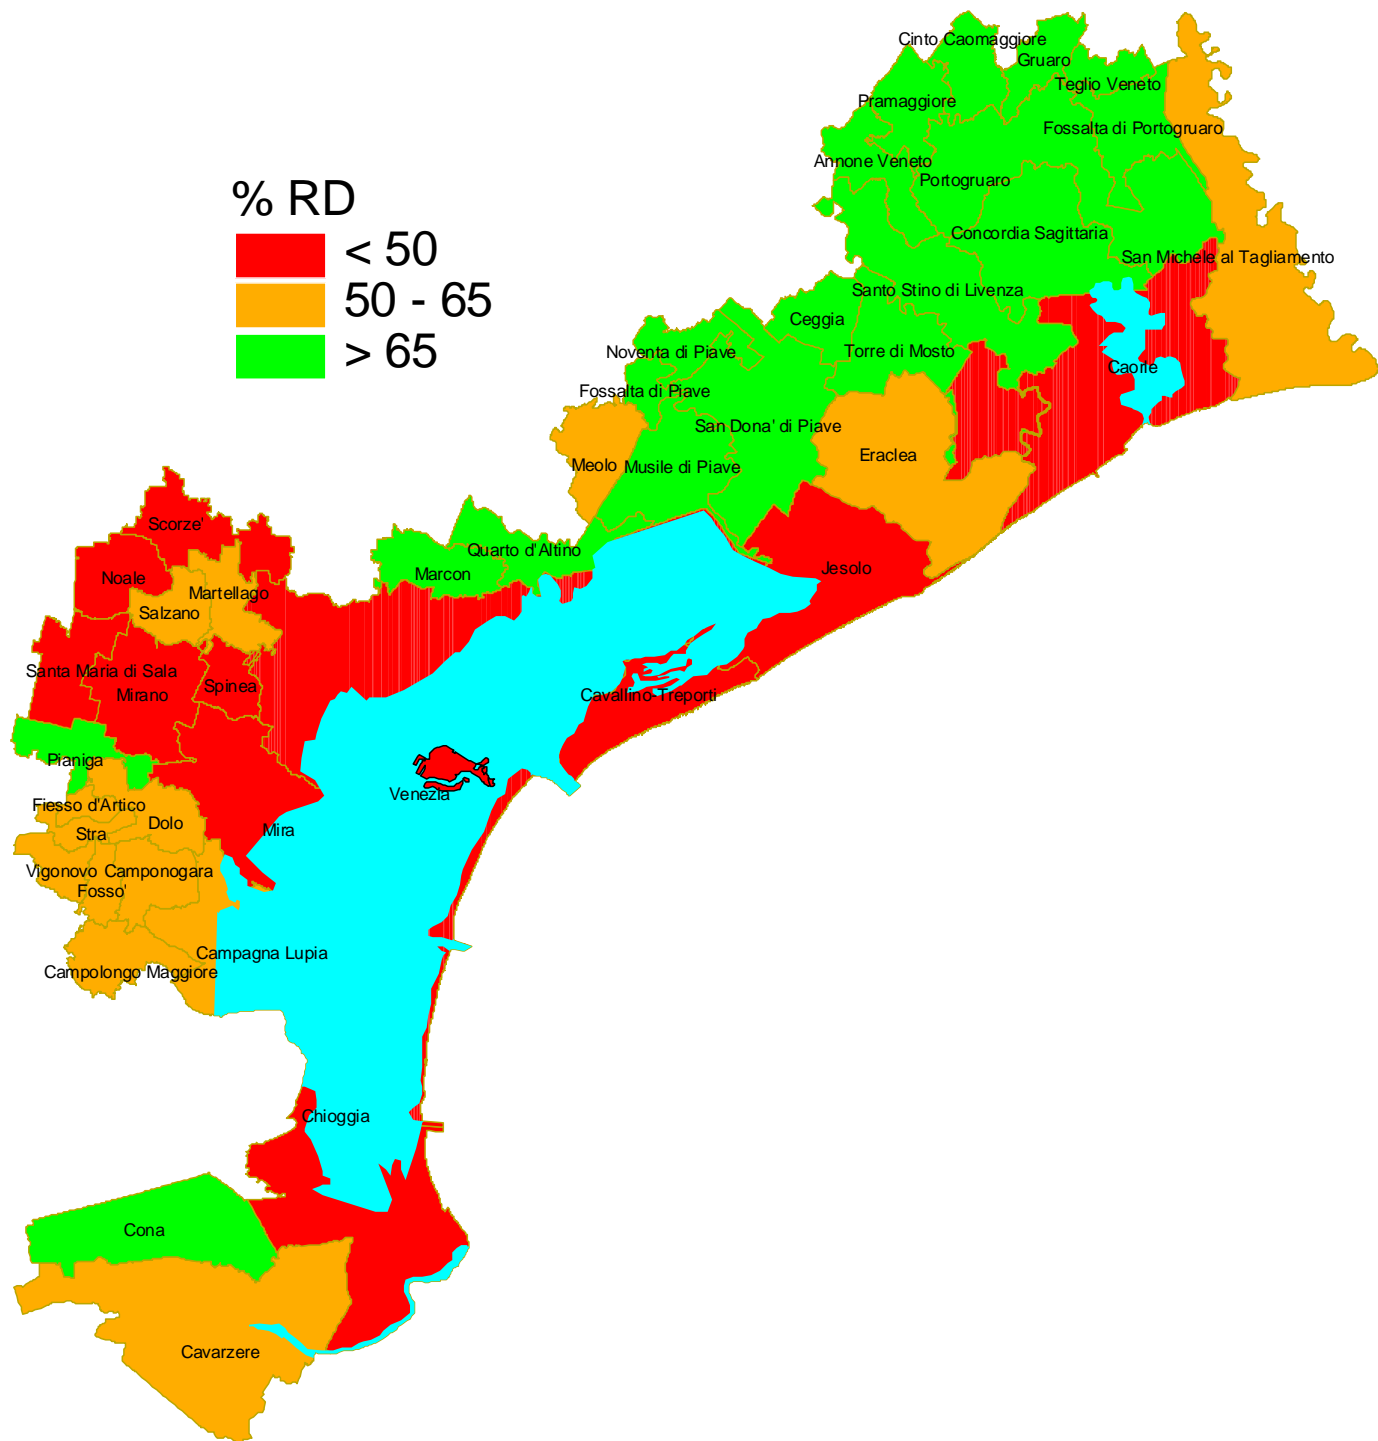 Cinto Caomaggiore
Gruaro
Teglio Veneto
Pramaggiore
Fossalta di Portogruaro
Annone Veneto
Portogruaro
% RD
< 50
50 - 65
> 65
Concordia Sagittaria
San Michele al Tagliamento
Santo Stino di Livenza
Ceggia
Noventa di Piave
Torre di Mosto
Caorle
Fossalta di Piave
San Dona' di Piave
Eraclea
Meolo
Musile di Piave
Scorze'
Quarto d'Altino
Marcon
Jesolo
Noale
Martellago
Salzano
Santa Maria di Sala
Spinea
Mirano
Cavallino-Treporti
Pianiga
Venezia
Fiesso d'Artico
Dolo
Stra
Mira
Vigonovo
Camponogara
Fosso'
Campagna Lupia
Campolongo Maggiore
Chioggia
Cona
Cavarzere